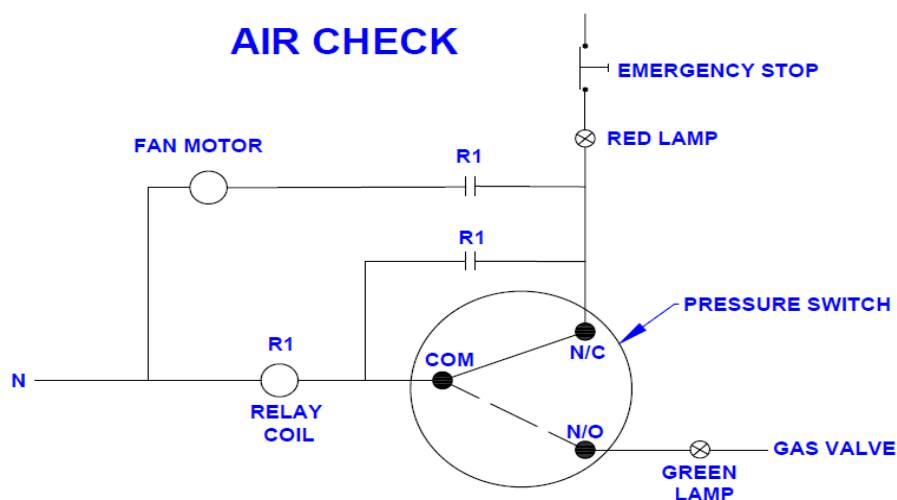 AIR CHECK
EMERGENCY STOP
RED LAMP
FAN MOTOR
R1
R1
PRESSURE SWITCH
N/C
COM
R1
N
RELAY
COIL
N/O
GAS VALVE
GREEN
LAMP